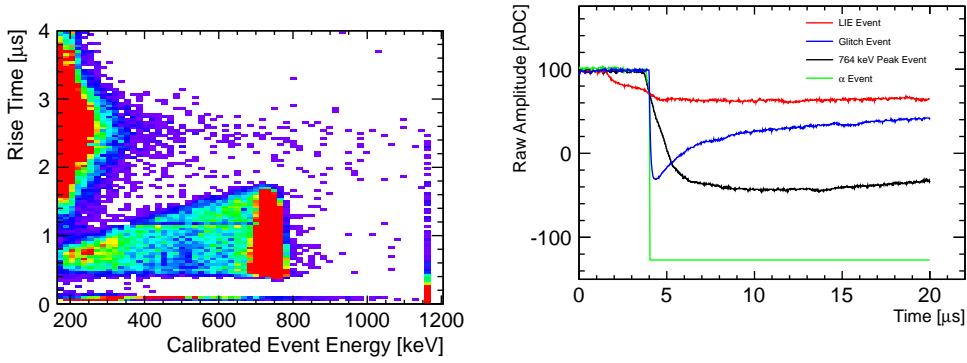 4
3
2
1
0
Rise Time [μs]
200 400 600 800 1000 1200
Calibrated Event Energy [keV]
100
0
-100
Raw Amplitude [ADC]
LIE Event
Glitch Event
764 keV Peak Event
α Event
0 5 10 15 20
Time [μs]